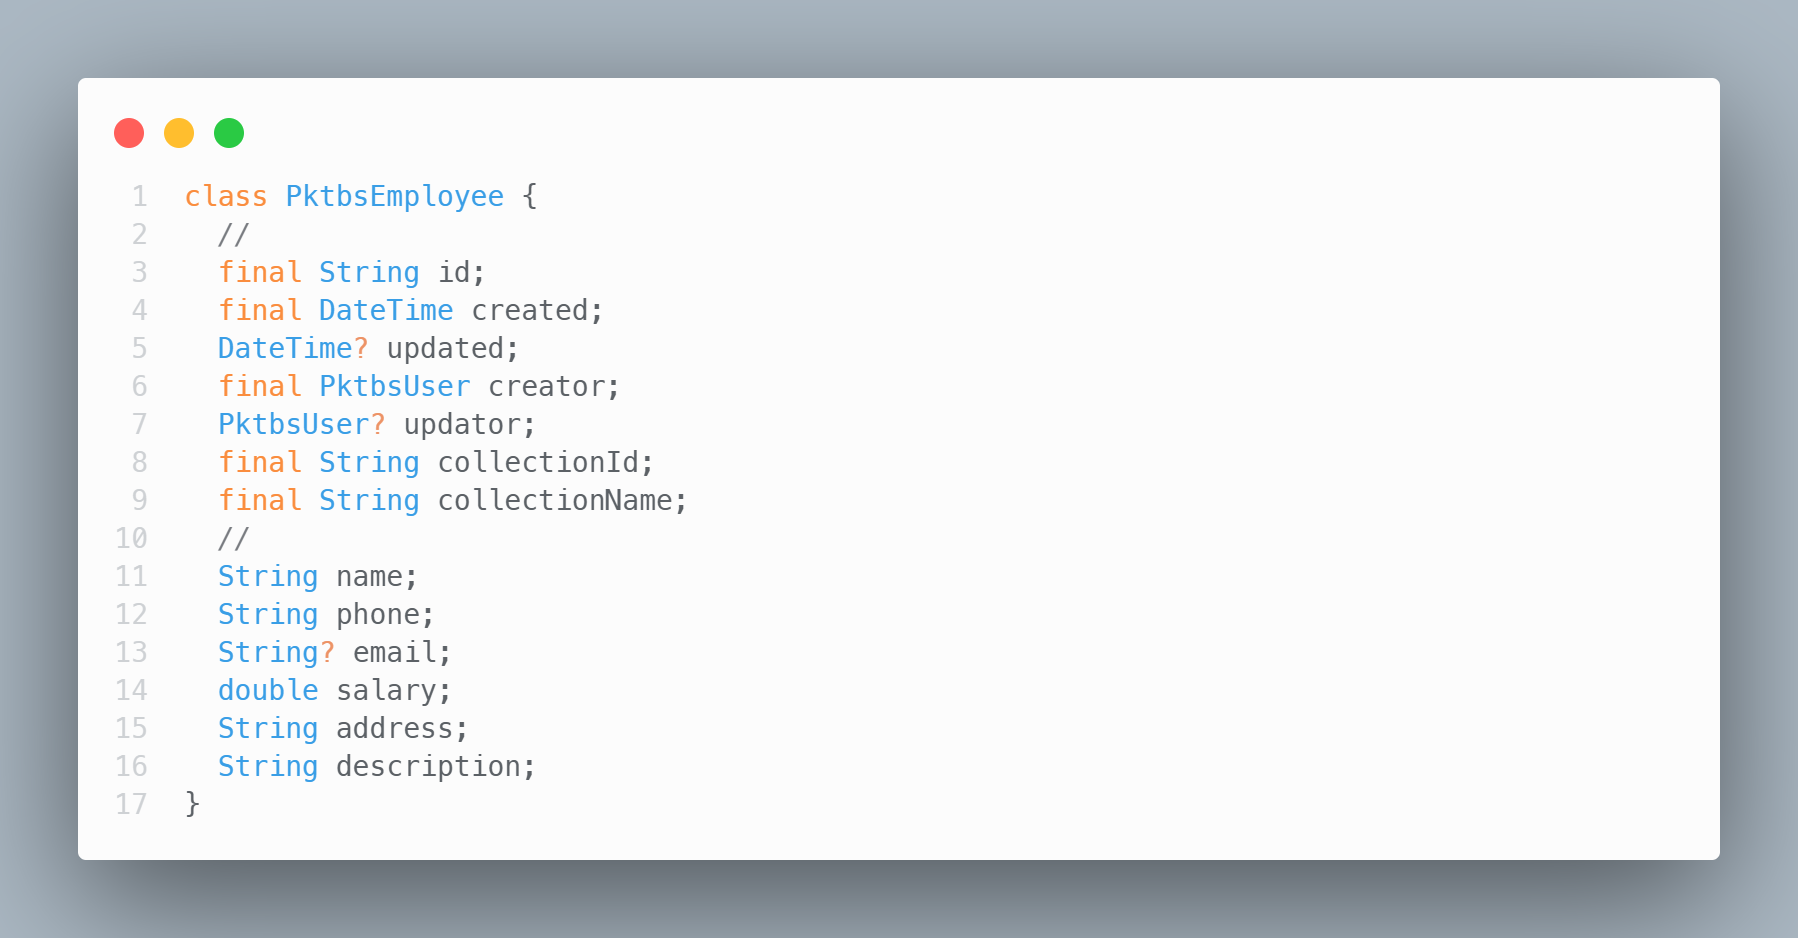 1 class PktbsEmployee {
2   //
3   final String id;
4   final DateTime created;
5   DateTime? updated;
6   final PktbsUser creator;
7   PktbsUser? updator;
8   final String collectionId;
9   final String collectionName;
10   //
11   String name;
12   String phone;
13   String? email;
14   double salary;
15   String address;
16   String description;
17 }